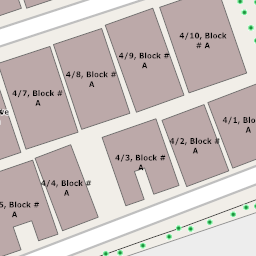 4/10, Block #
A
4/9, Block #
A
4/8, Block #
A
4/7, Block #
A
4/1, Block #
A
4/2, Block #
A
4/3, Block #
A
4/4, Block #
A
5, Block #
A